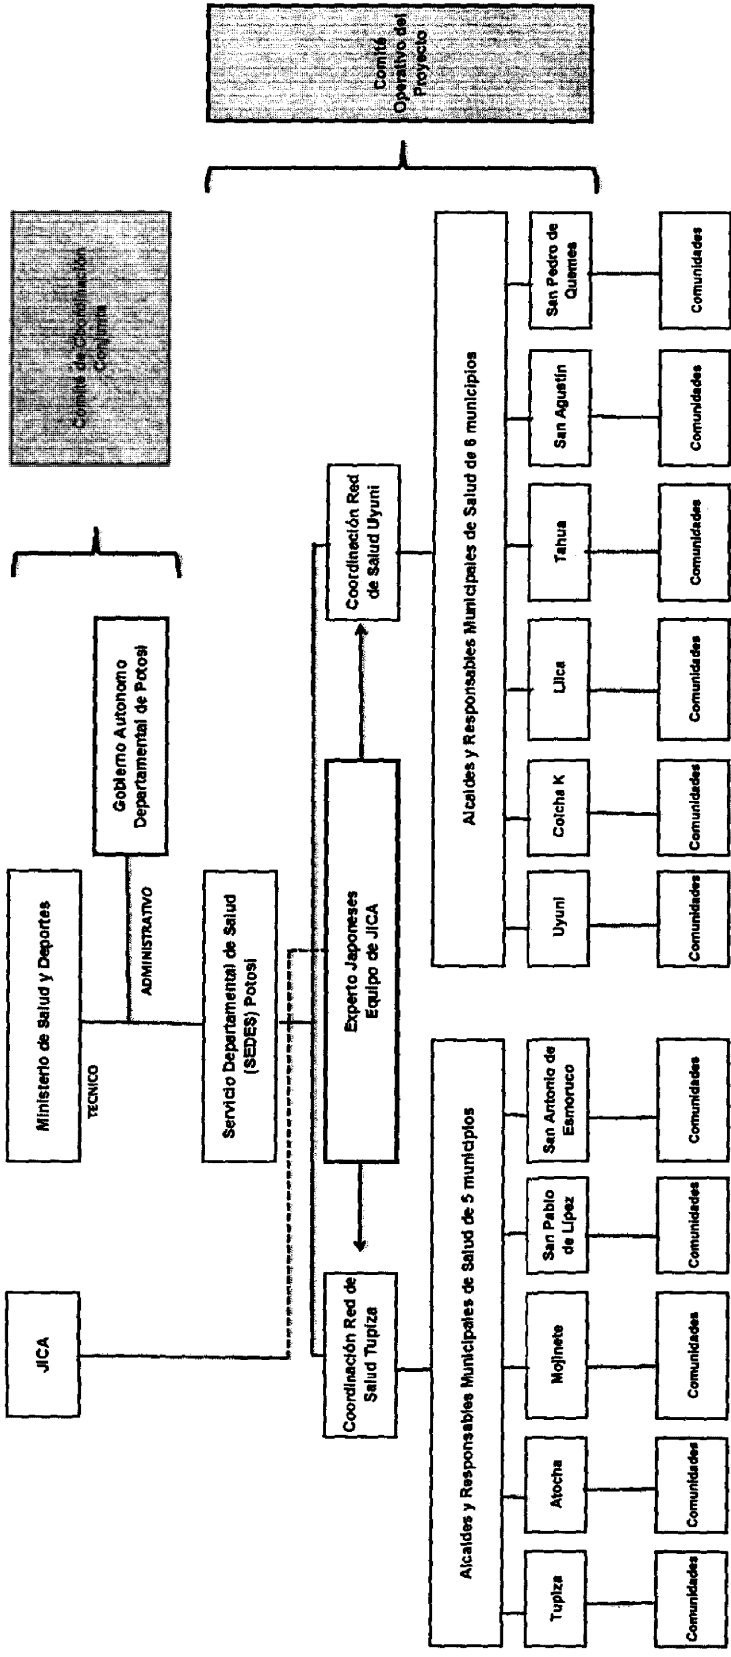 JICA
Ministerio de Salud y Deportes
TECNICO
ADMINISTRATIVO
Gobierno Autonomo
Departamental de Potosi
Comité de Coordinación
Conjunta
Servicio Departamental de Salud
(SEDES) Potosí
Comité
Operativo del
Proyecto
Coordinación Red de
Salud Tupiza
Experto Japoneses
Equipo de JICA
Coordinación Red
de Salud Uyuni
Alcaldes y Responsables Municipales de Salud de 5 municipios
Alcaldes y Responsables Municipales de Salud de 6 municipios
Tupiza
Atocha
Mojinete
San Pablo
de Lípez
San Antonio de
Esmoruco
Uyuni
Colcha K
Llica
Tahua
San Agustín
San Pedro de
Quemes
Comunidades
Comunidades
Comunidades
Comunidades
Comunidades
Comunidades
Comunidades
Comunidades
Comunidades
Comunidades
Comunidades